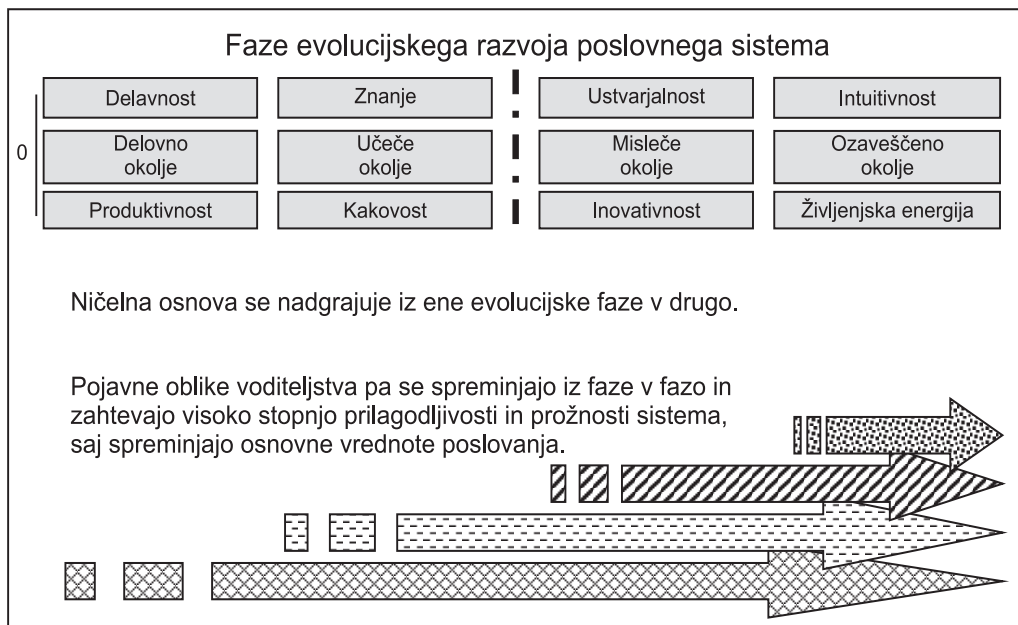 Faze evolucijskega razvoja poslovnega sistema
Delavnost
Znanje
Ustvarjalnost
Intuitivnost
0
Delovno
okolje
Učeče
okolje
Misleče
okolje
Ozaveščeno
okolje
Produktivnost
Kakovost
Inovativnost
Življenjska energija
Ničelna osnova se nadgrajuje iz ene evolucijske faze v drugo.
Pojavne oblike voditeljstva pa se spreminjajo iz faze v fazo in
zahtevajo visoko stopnjo prilagodljivosti in prožnosti sistema,
saj spreminjajo osnovne vrednote poslovanja.